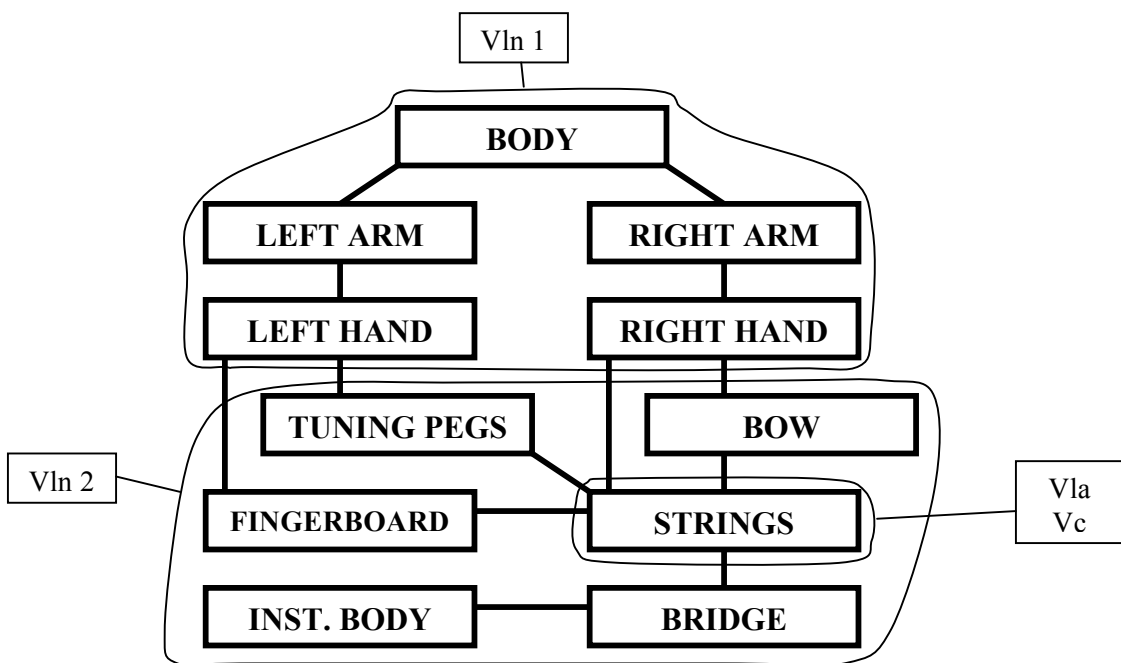 Vln 1
BODY
LEFT ARM
RIGHT ARM
LEFT HAND
RIGHT HAND
TUNING PEGS
BOW
Vln 2
FINGERBOARD
STRINGS
Vla
Vc
INST. BODY
BRIDGE